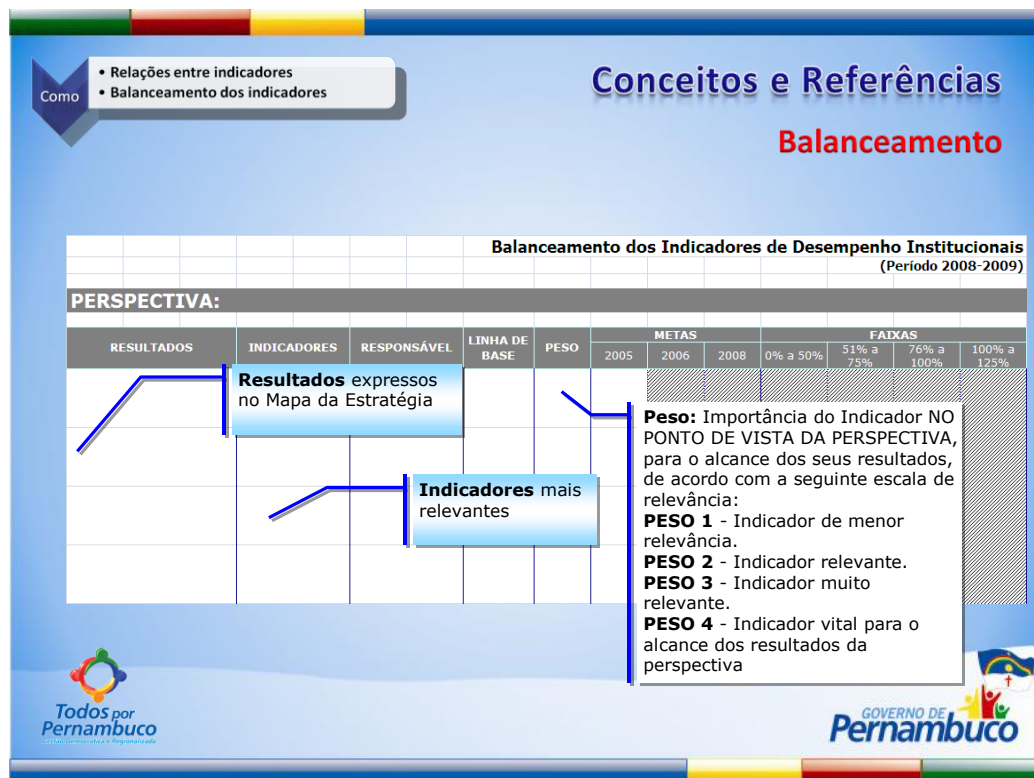 Como
• Relações entre indicadores
• Balanceamento dos indicadores
Conceitos e Referências
Balanceamento
Balanceamento dos Indicadores de Desempenho Institucionais
(Período 2008-2009)
PERSPECTIVA:
RESULTADOS INDICADORES RESPONSÁVEL LINHA DE BASE PESO METAS FAIXAS
2005 2006 2008 0% a 50% 51% a 75% 76% a 100% 100% a 125%
Resultados expressos
no Mapa da Estratégia
Indicadores mais
relevantes
Peso: Importância do Indicador NO
PONTO DE VISTA DA PERSPECTIVA,
para o alcance dos seus resultados,
de acordo com a seguinte escala de
relevância:
PESO 1 - Indicador de menor
relevância.
PESO 2 - Indicador relevante.
PESO 3 - Indicador muito
relevante.
PESO 4 - Indicador vital para o
alcance dos resultados da
perspectiva
Todos por
Pernambuco
Gestão Democrática e Regionalizada
GOVERNO DE
Pernambuco